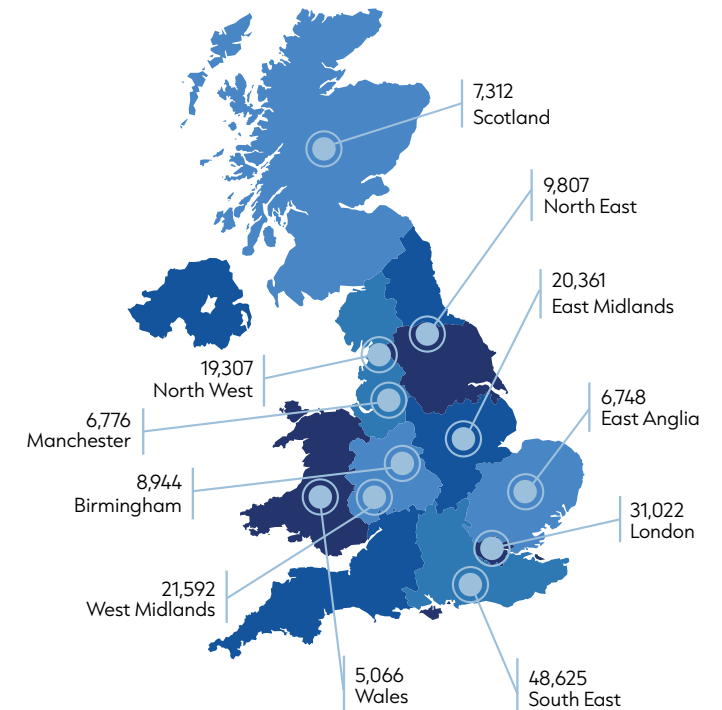 7,312
Scotland
9,807
North East
20,361
East Midlands
19,307
North West
6,748
East Anglia
6,776
Manchester
8,944
Birmingham
31,022
London
21,592
West Midlands
5,066
Wales
48,625
South East